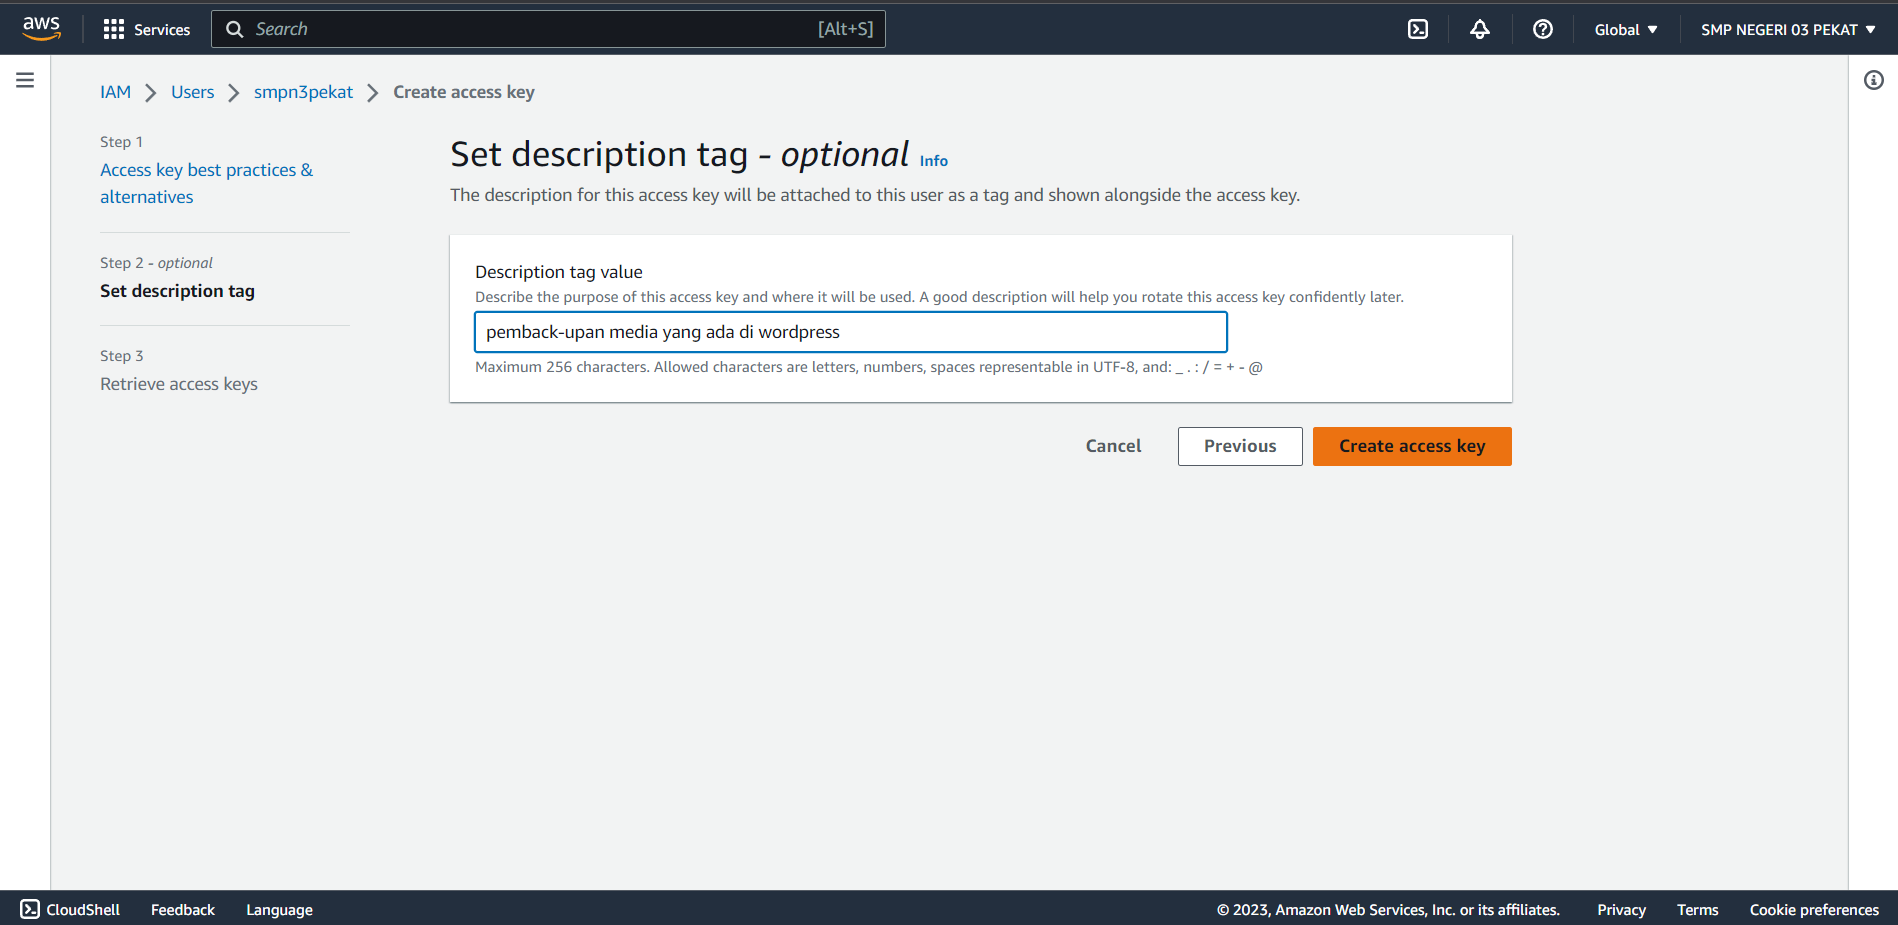 aws Services Search [Alt+S] Global SMP NEGERI 03 PEKAT
IAM Users smpn3pekat Create access key
Step 1
Access key best practices &
alternatives
Step 2 - optional
Set description tag
Step 3
Retrieve access keys
Set description tag - optional Info
The description for this access key will be attached to this user as a tag and shown alongside the access key.
Description tag value
Describe the purpose of this access key and where it will be used. A good description will help you rotate this access key confidently later.
pemback-upan media yang ada di wordpress
Maximum 256 characters. Allowed characters are letters, numbers, spaces representable in UTF-8, and: _ . : / = + - @
Cancel Previous Create access key
CloudShell Feedback Language © 2023, Amazon Web Services, Inc. or its affiliates. Privacy Terms Cookie preferences